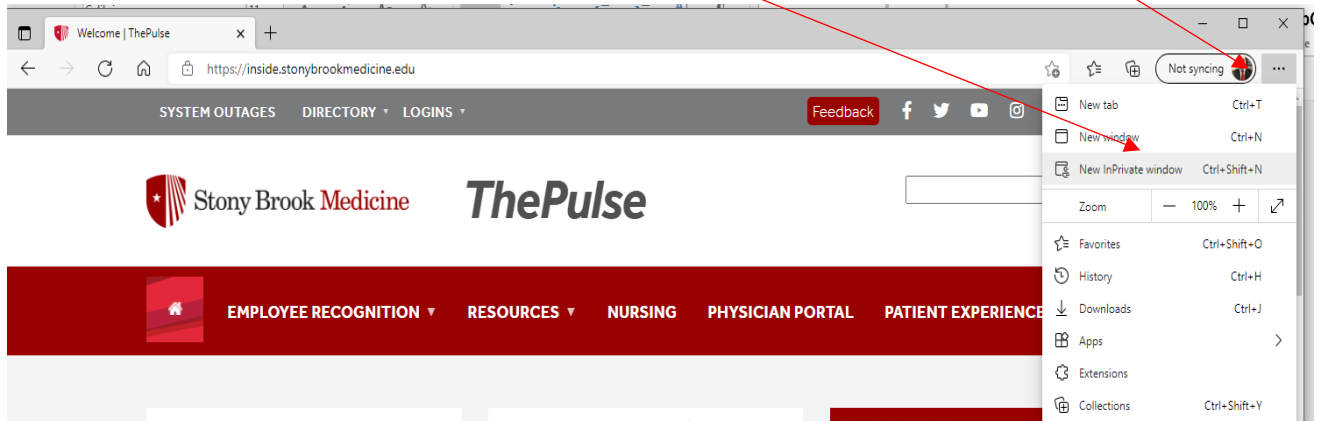 Welcome | ThePulse
https://inside.stonybrookmedicine.edu
Not syncing
SYSTEM OUTAGES DIRECTORY LOGINS
Feedback
New tab Ctrl+T
New window Ctrl+N
New InPrivate window Ctrl+Shift+N
Stony Brook Medicine ThePulse
Zoom 100%
Favorites Ctrl+Shift+O
History Ctrl+H
EMPLOYEE RECOGNITION RESOURCES NURSING PHYSICIAN PORTAL PATIENT EXPERIENCE
Downloads Ctrl+J
Apps
Extensions
Collections Ctrl+Shift+Y